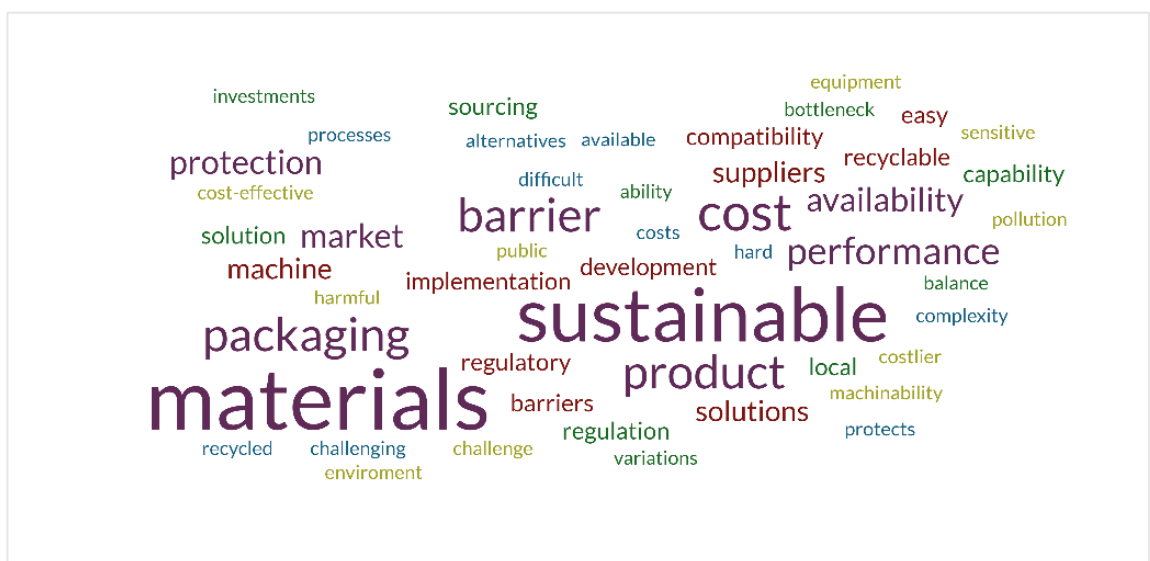 equipment
investments
sourcing
bottleneck
easy
processes
alternatives
available
compatibility
sensitive
protection
recyclable
suppliers
capability
difficult
cost-effective
ability
barrier
cost
availability
pollution
solution
market
costs
public
hard
performance
machine
implementation
development
balance
harmful
sustainable
complexity
packaging
regulatory
product
local
costlier
materials
barriers
solutions
machinability
regulation
protects
recycled
challenging
challenge
variations
enviroment